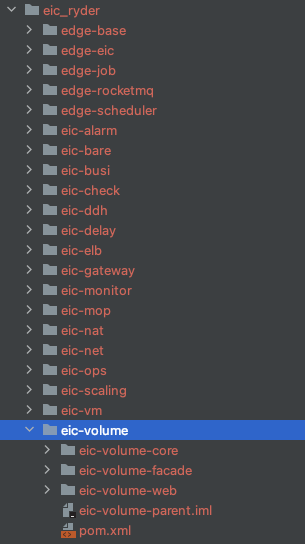 eic_ryder
edge-base
edge-eic
edge-job
edge-rocketmq
edge-scheduler
eic-alarm
eic-bare
eic-busi
eic-check
eic-ddh
eic-delay
eic-elb
eic-gateway
eic-monitor
eic-mop
eic-nat
eic-net
eic-ops
eic-scaling
eic-vm
eic-volume
eic-volume-core
eic-volume-facade
eic-volume-web
eic-volume-parent.iml
pom.xml